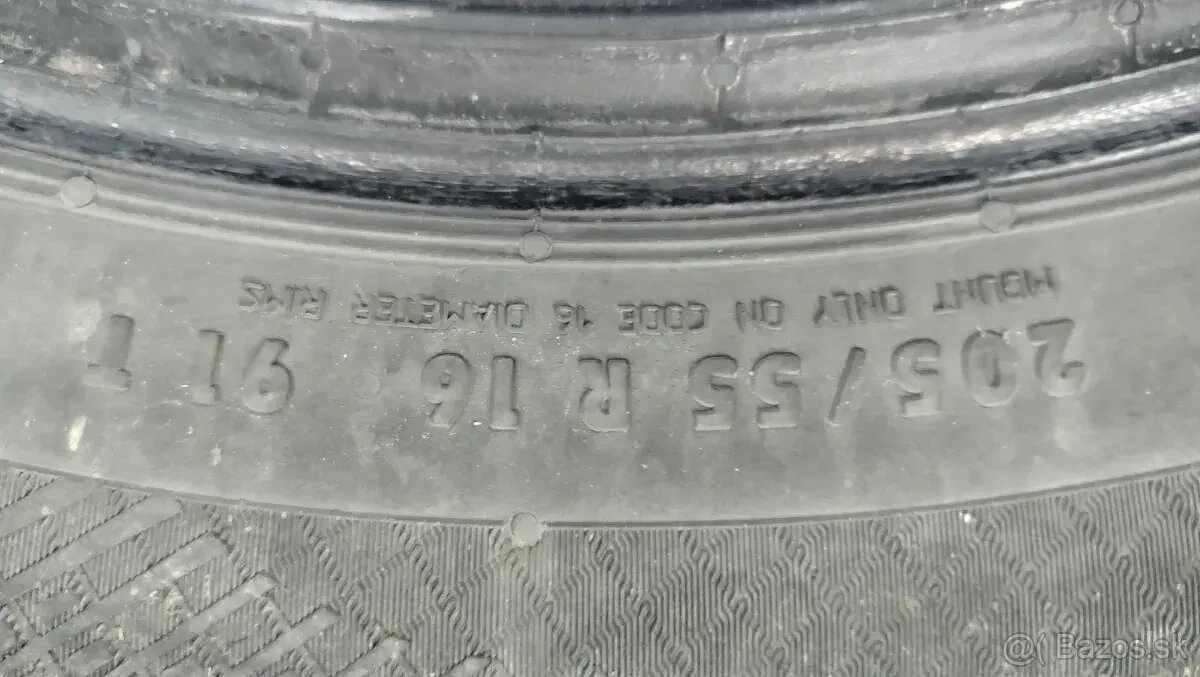 205/55 R 16 91 T
MOUNT ONLY ON CODE 16 DIAMETER RIMS
@( Bazos.sk